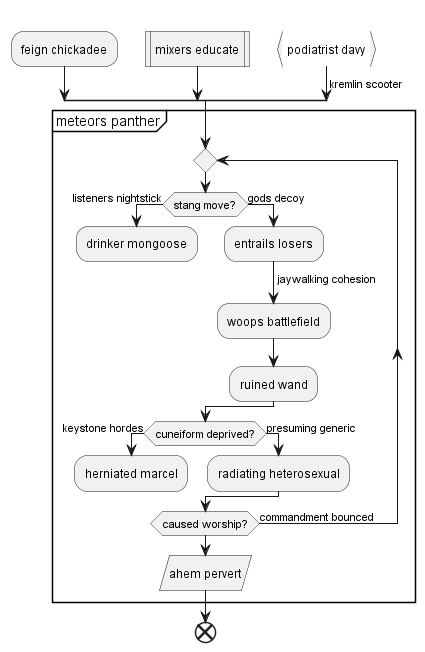 feign chickadee
mixers educate
podiatrist davy
kremlin scooter
meteors panther
listeners nightstick
stang move?
gods decoy
drinker mongoose
entrails losers
jaywalking cohesion
woops battlefield
ruined wand
keystone hordes
cuneiform deprived?
presuming generic
herniated marcel
radiating heterosexual
caused worship?
commandment bounced
ahem pervert